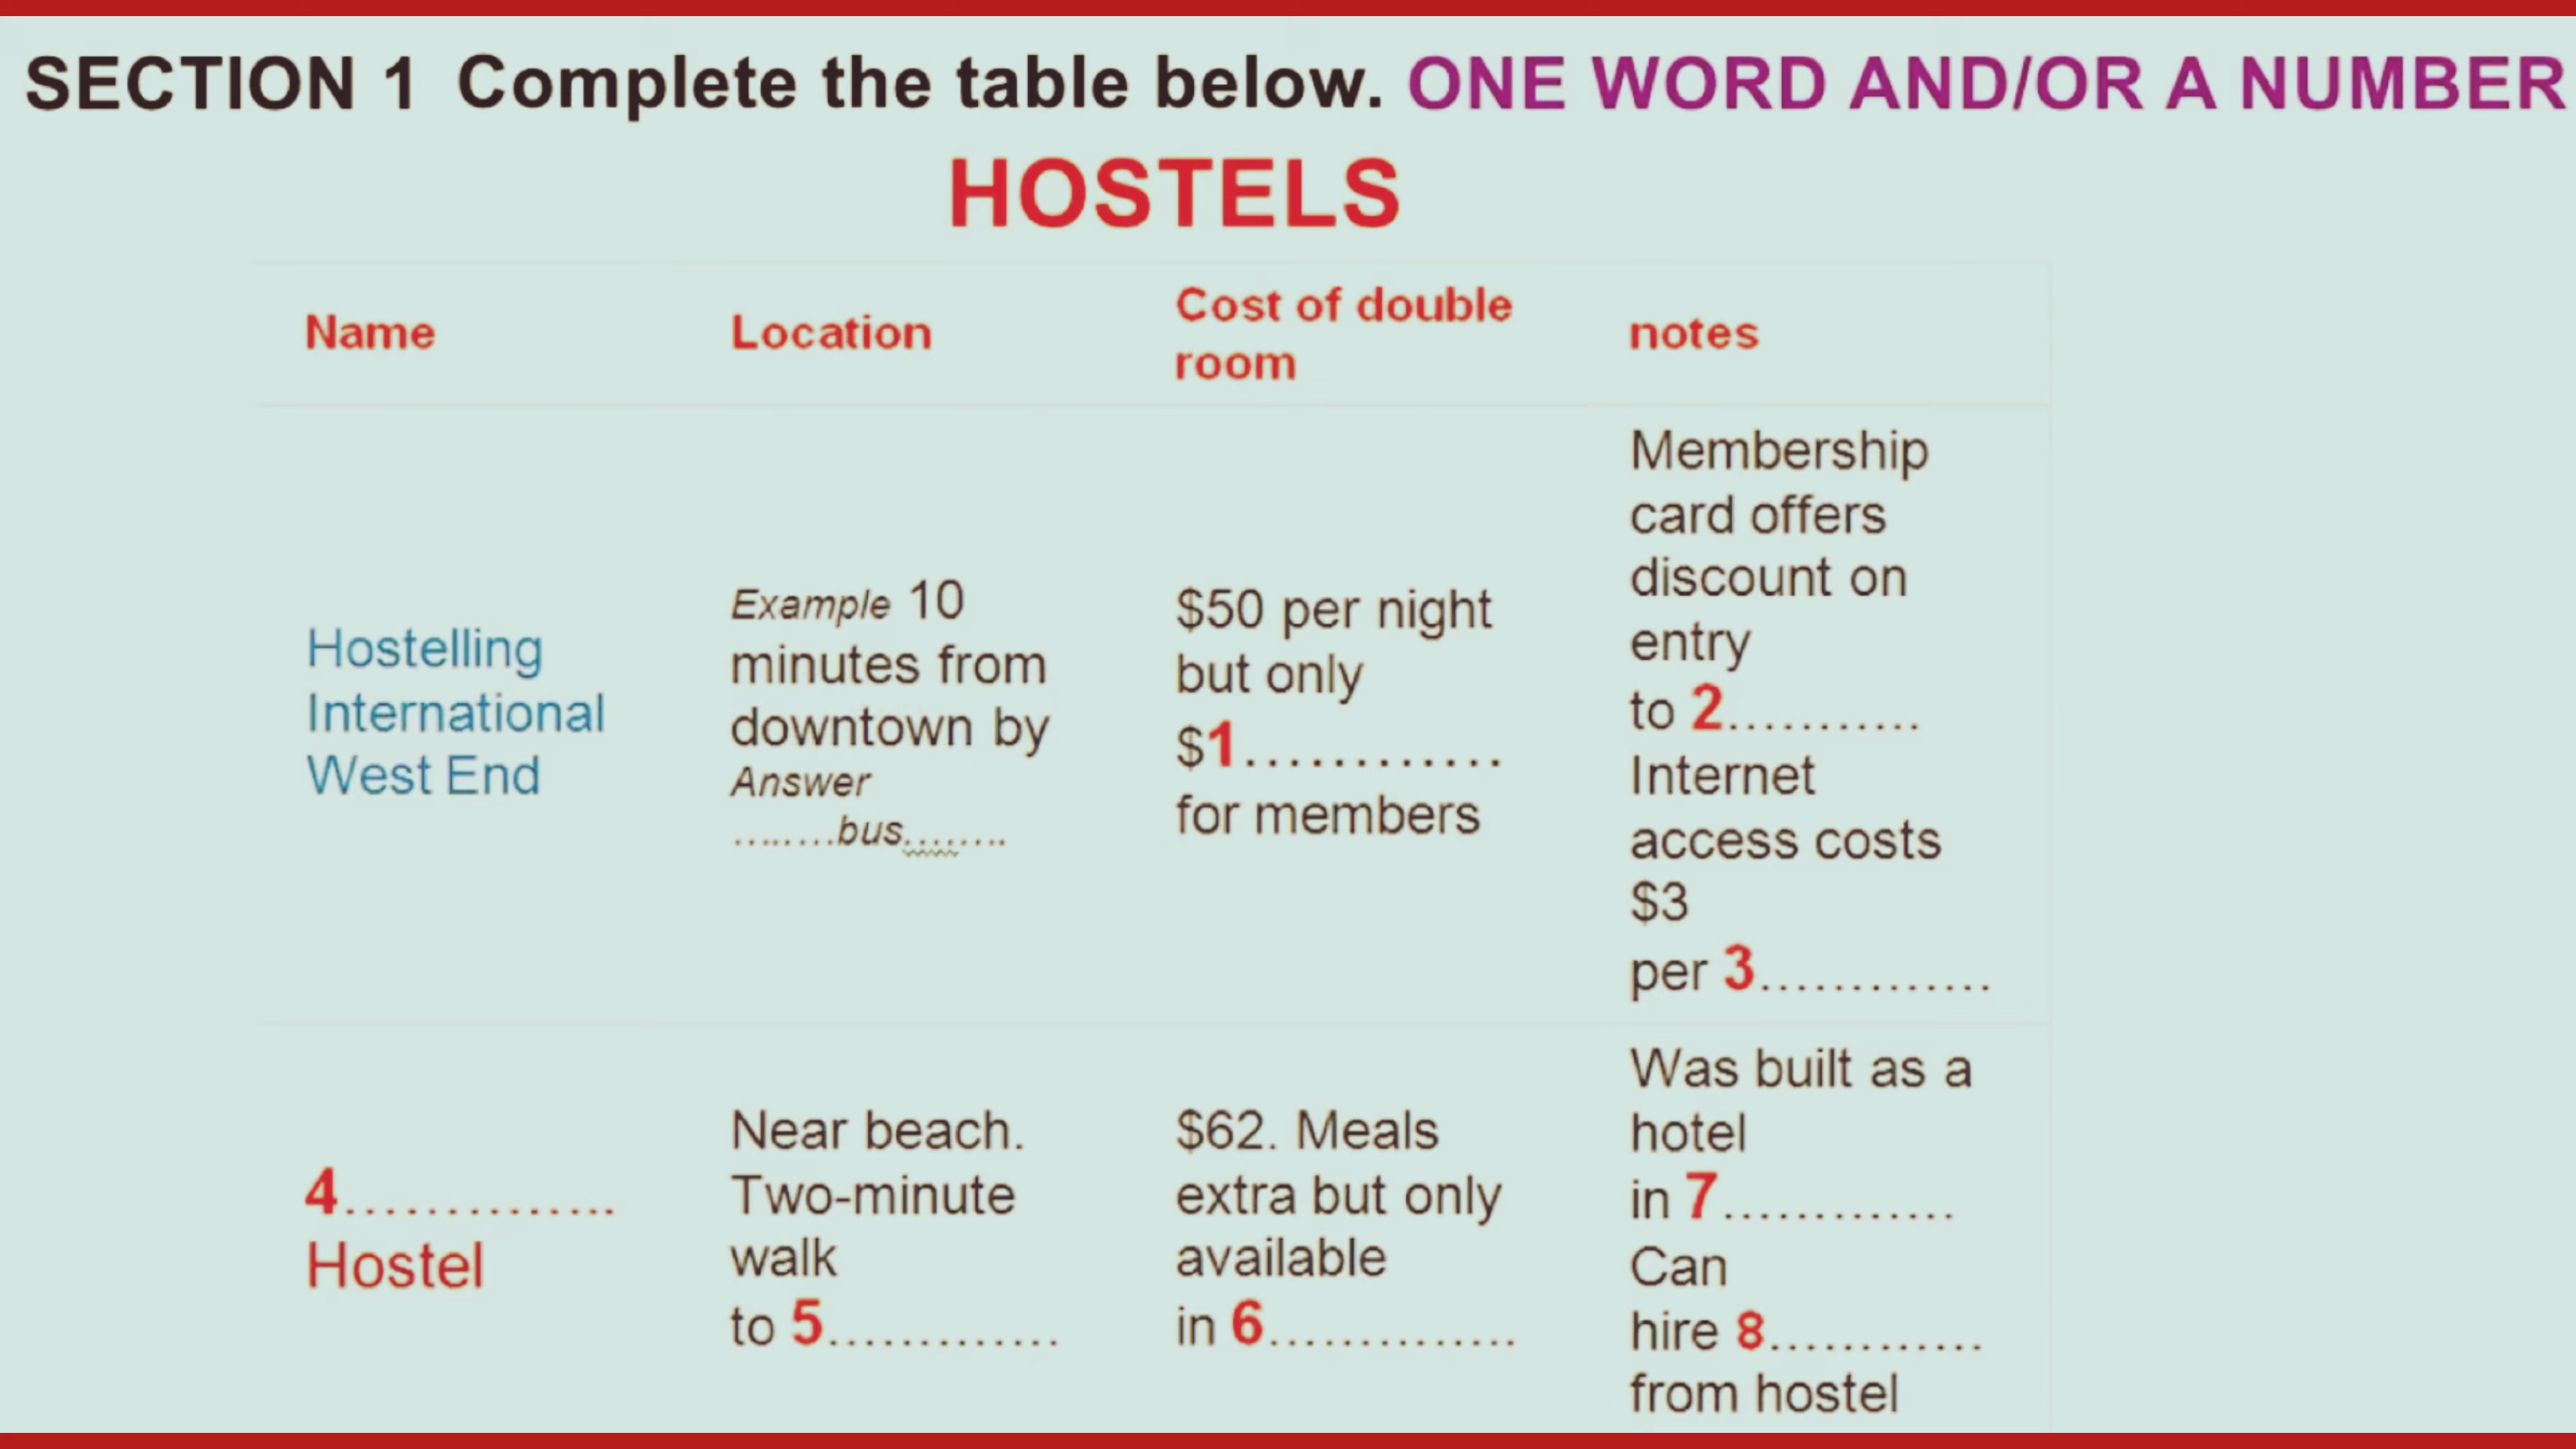 SECTION 1 Complete the table below. ONE WORD AND/OR A NUMBER
HOSTELS
Name
Location
Cost of double
room
notes
Hostelling
International
West End
Example 10
minutes from
downtown by
Answer
………bus…….
$50 per night
but only
$1…………
for members
Membership
card offers
discount on
entry
to 2…………
Internet
access costs
$3
per 3………….
4…………..
Hostel
Near beach.
Two-minute
walk
to 5………….
$62. Meals
extra but only
available
in 6…………..
Was built as a
hotel
in 7………….
Can
hire 8…………
from hostel